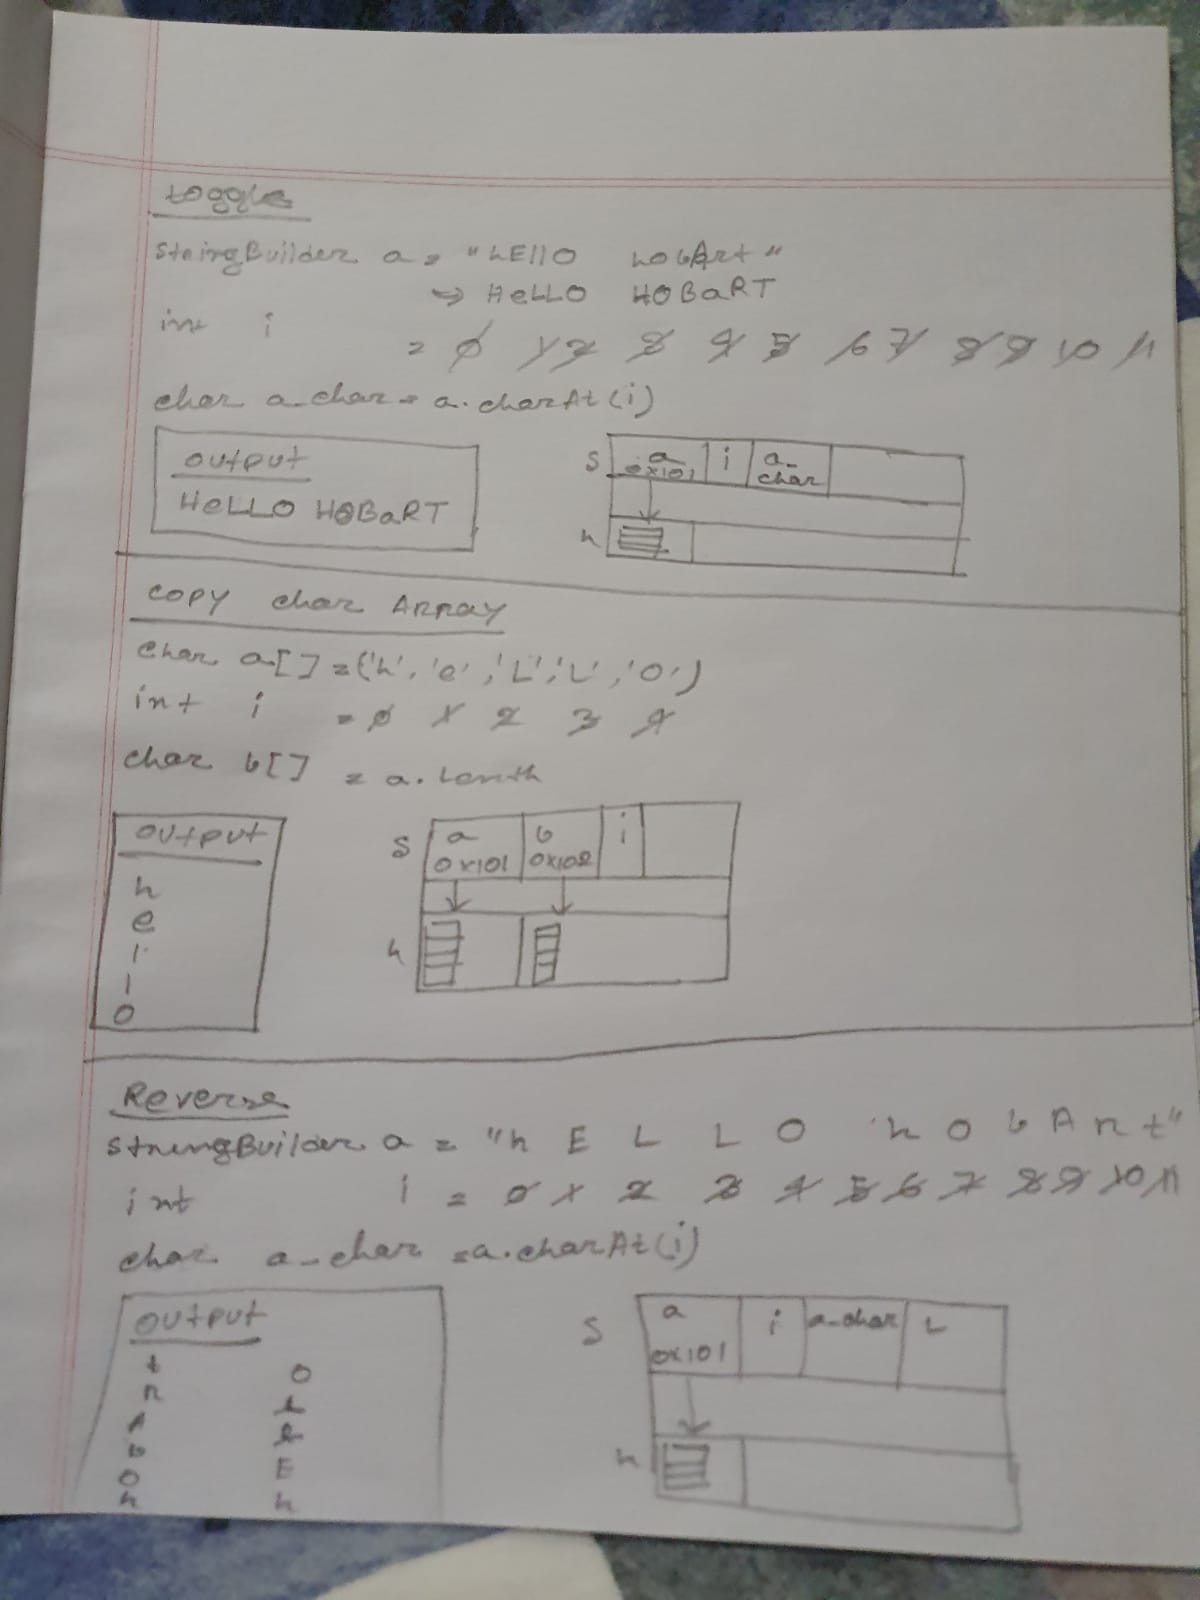 toggle
StringBuilder a = "hEllo hobArt"
→ HeLLO HOBaRT
int i
= 0 1 2 3 4 5 6 7 8 9 10 11
char a_char = a.charAt(i)
output
HeLLO HOBaRT
S a 0x101 i a_char
h
copy char ARRay
char a[] = ('h', 'e', 'L', 'L', 'O')
int i = 0 1 2 3 4
char b[] = a.Lenth
output
h
e
l
l
o
S a b i
0x101 0x102
h
Reverse
StringBuilder a = "h E L L O h o b A r t"
int i = 0 1 2 3 4 5 6 7 8 9 10 11
char a_char = a.charAt(i)
output
t
r
A
b
O
h
O
L
L
E
h
S a i a-char L
0x101
h